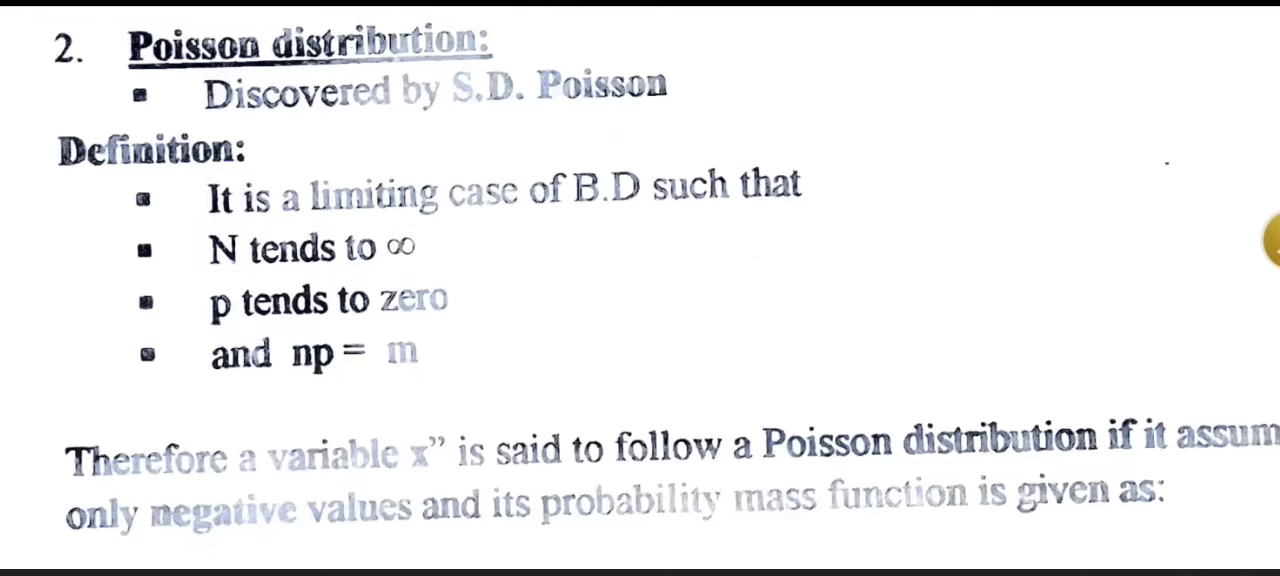 2. Poisson distribution:
▪ Discovered by S.D. Poisson
Definition:
▪ It is a limiting case of B.D such that
▪ N tends to ∞
▪ p tends to zero
▪ and np = m
Therefore a variable x” is said to follow a Poisson distribution if it assum
only negative values and its probability mass function is given as: